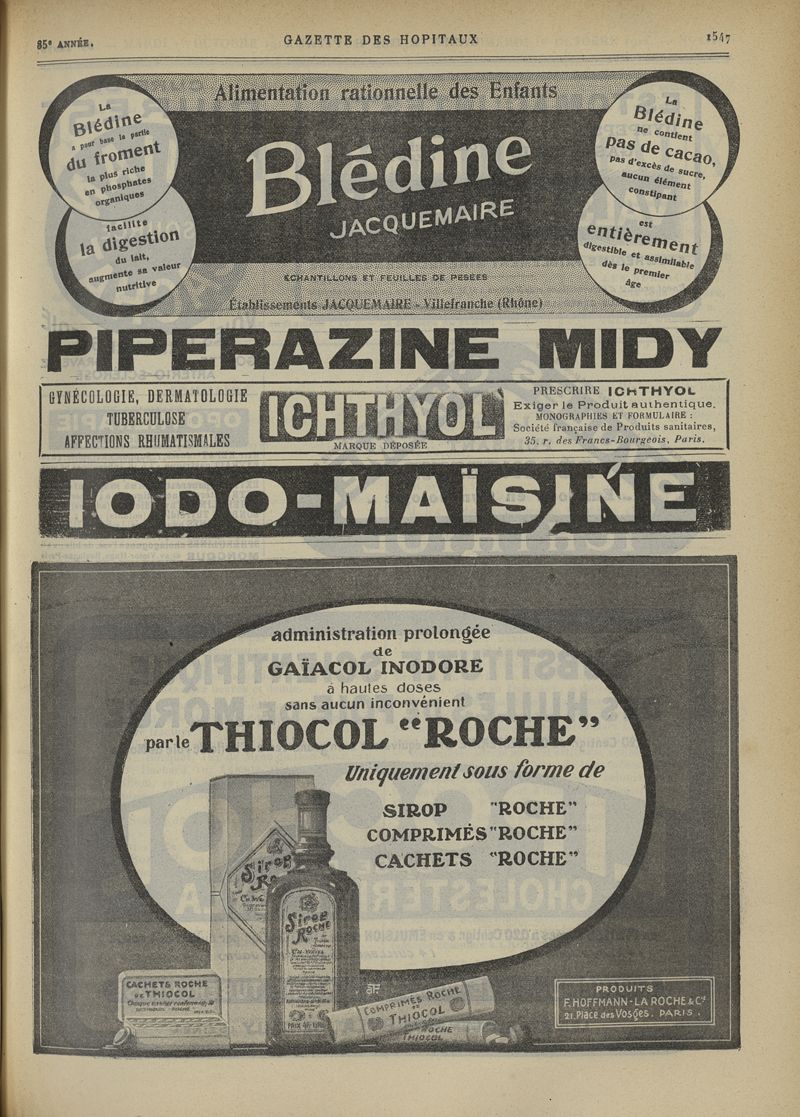 85e ANNÉE.
GAZETTE DES HOPITAUX
1547
Alimentation rationnelle des Enfants
La
Blédine
a pour base la partie
du froment
la plus riche
en phosphates
organiques
facilite
la digestion
du lait,
augmente sa valeur
nutritive
Blédine
JACQUEMAIRE
La
Blédine
ne contient
pas de cacao,
pas d'excès de sucre,
aucun élément
constipant
est
entièrement
digestible et assimilable
dès le premier
âge
ÉCHANTILLONS ET FEUILLES DE PESÉES
Établissements JACQUEMAIRE - Villefranche (Rhône)
PIPERAZINE MIDY
GYNÉCOLOGIE, DERMATOLOGIE
TUBERCULOSE
AFFECTIONS RHUMATISMALES
ICHTHYOL
MARQUE DÉPOSÉE
PRESCRIRE ICHTHYOL
Exiger le Produit authentique.
MONOGRAPHIES ET FORMULAIRE :
Société française de Produits sanitaires,
35, r. des Francs-Bourgeois, Paris.
IODO-MAÏSINE
administration prolongée
de
GAÏACOL INODORE
à hautes doses
sans aucun inconvénient
par le THIOCOL "ROCHE"
Uniquement sous forme de
SIROP "ROCHE"
COMPRIMÉS "ROCHE"
CACHETS "ROCHE"
Sirop
Sirop
ROCHE
CACHETS ROCHE
DE THIOCOL
COMPRIMÉS ROCHE
DE
THIOCOL
ROCHE
THIOCOL
PRODUITS
F. HOFFMANN-LA ROCHE & Cie
21. Place des Vosges. PARIS.